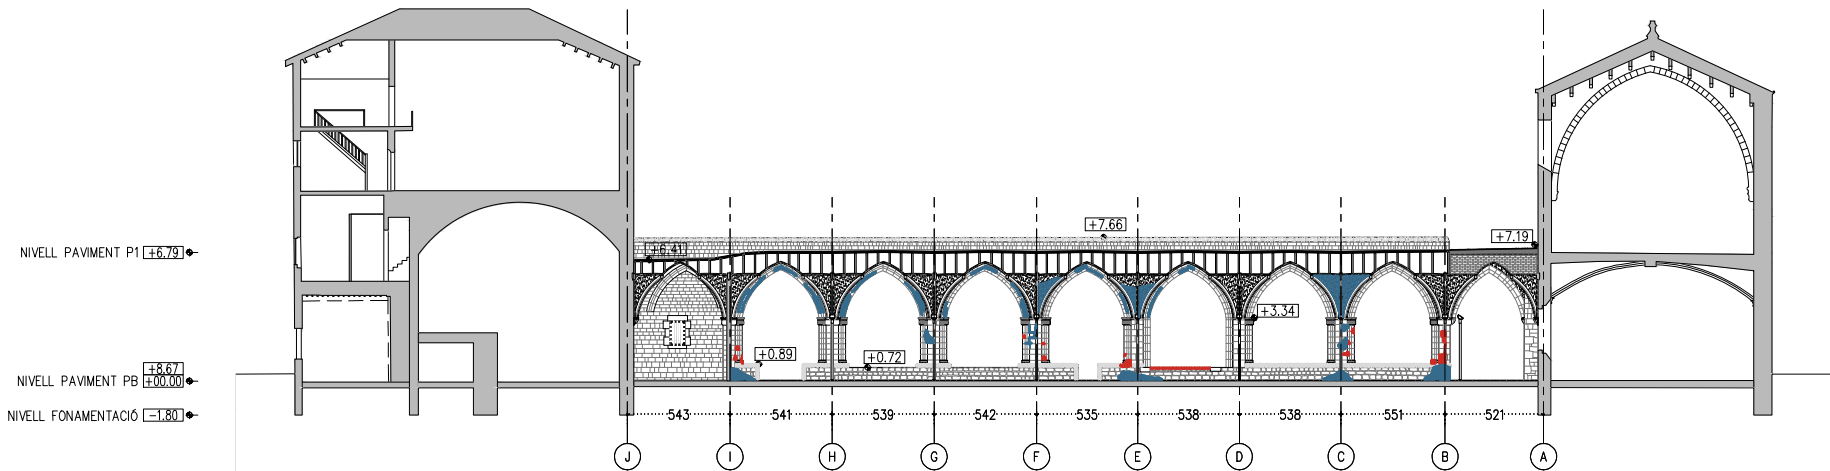 +7.66
+7.19
+6.41
NIVELL PAVIMENT P1 +6.79
+3.34
+0.89
+0.72
+8.67
NIVELL PAVIMENT PB +00.00
NIVELL FONAMENTACIÓ -1.80
543 541 539 542 535 538 538 551 521
J I H G F E D C B A